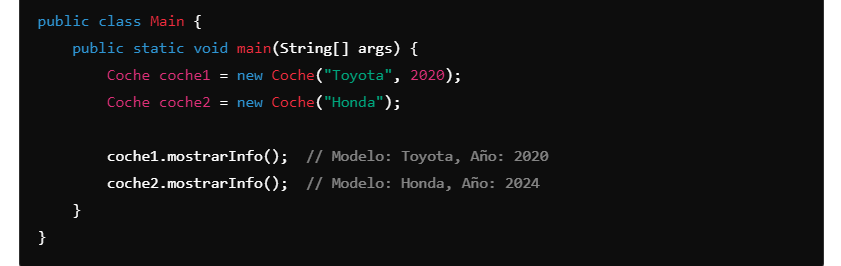 public class Main {
public static void main(String[] args) {
Coche coche1 = new Coche("Toyota", 2020);
Coche coche2 = new Coche("Honda");
coche1.mostrarInfo();  // Modelo: Toyota, Año: 2020
coche2.mostrarInfo();  // Modelo: Honda, Año: 2024
}
}